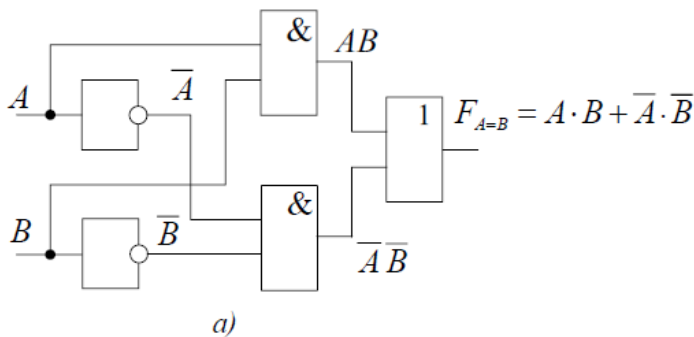 & AB
A A̅ 1 F_{A=B} = A · B + A̅ · B̅
&
B B̅ A̅ B̅
а)